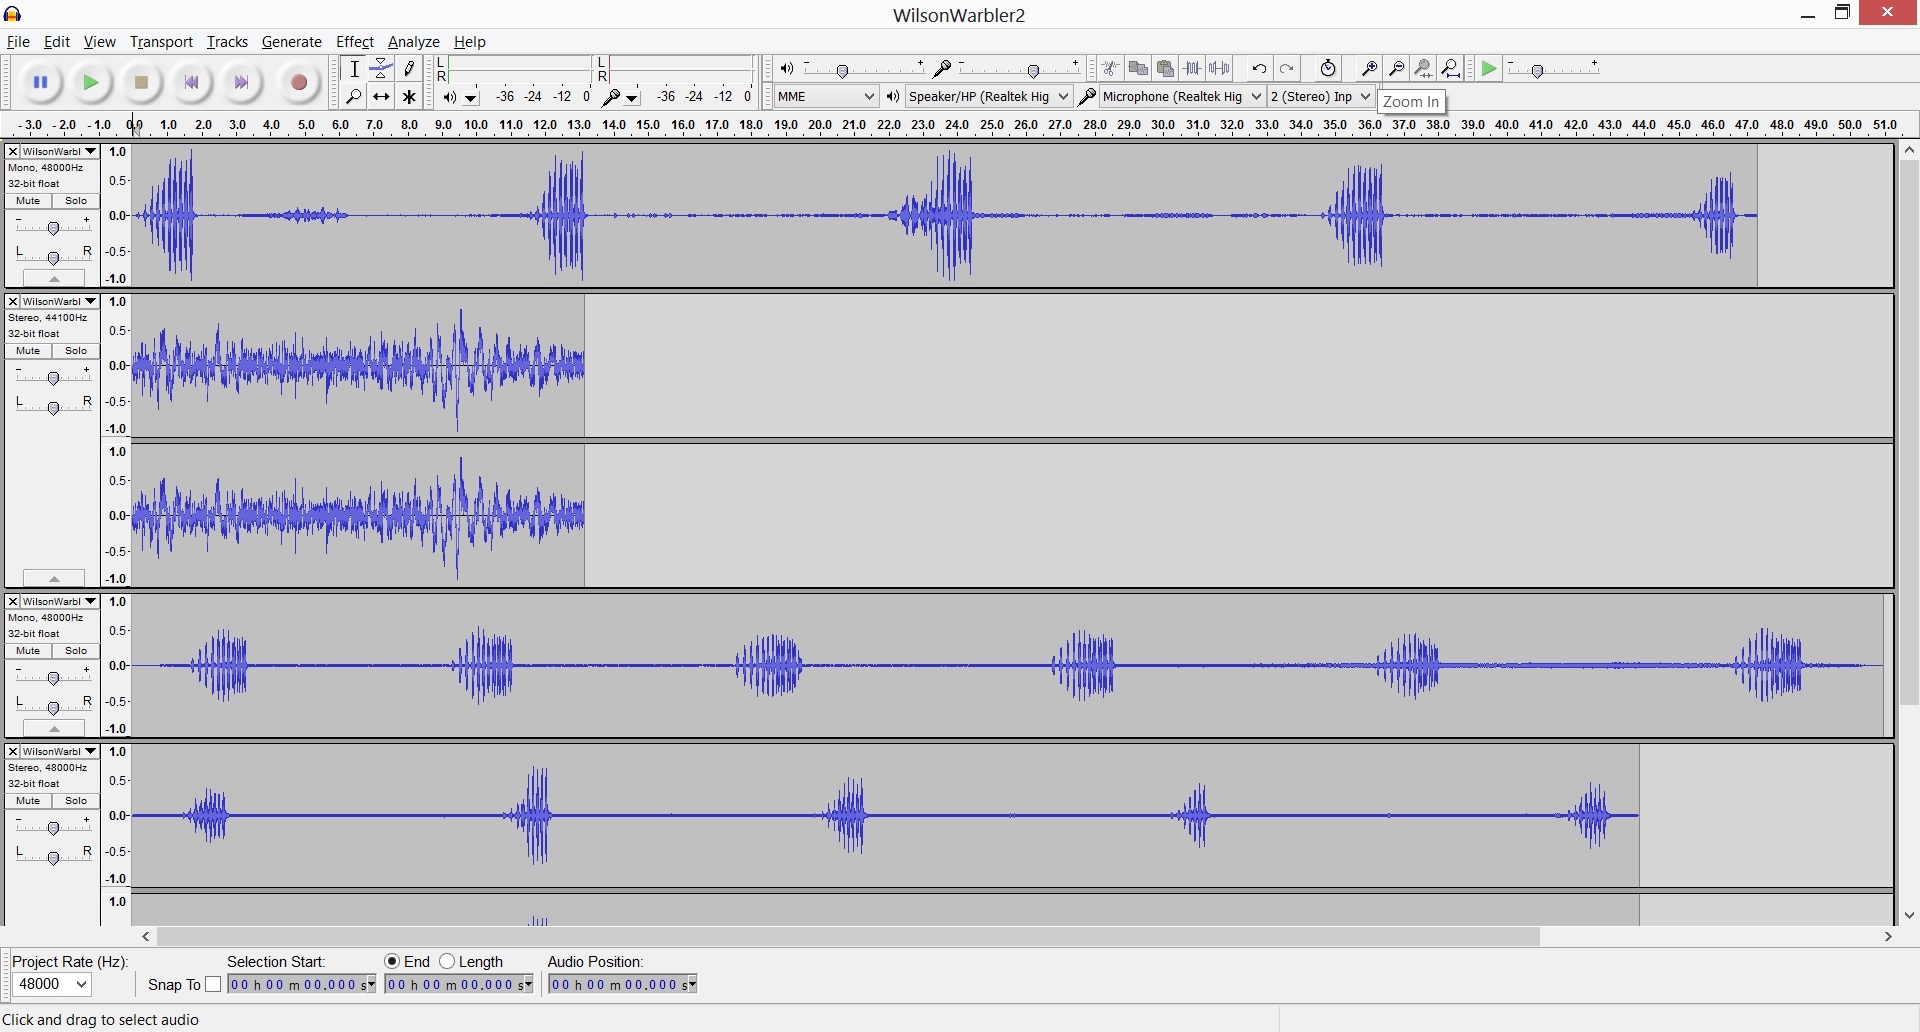 WilsonWarbler2
File Edit View Transport Tracks Generate Effect Analyze Help
L
R
L
R
-36 -24 -12 0
-36 -24 -12 0
MME
Speaker/HP (Realtek Hig
Microphone (Realtek Hig
2 (Stereo) Inp
Zoom In
- 3.0 - 2.0 - 1.0 0.0 1.0 2.0 3.0 4.0 5.0 6.0 7.0 8.0 9.0 10.0 11.0 12.0 13.0 14.0 15.0 16.0 17.0 18.0 19.0 20.0 21.0 22.0 23.0 24.0 25.0 26.0 27.0 28.0 29.0 30.0 31.0 32.0 33.0 34.0 35.0 36.0 37.0 38.0 39.0 40.0 41.0 42.0 43.0 44.0 45.0 46.0 47.0 48.0 49.0 50.0 51.0
WilsonWarbl
Mono, 48000Hz
32-bit float
Mute Solo
- +
L R
1.0
0.5-
0.0-
-0.5-
-1.0
WilsonWarbl
Stereo, 44100Hz
32-bit float
Mute Solo
- +
L R
1.0
0.5-
0.0-
-0.5-
-1.0
1.0
0.5-
0.0-
-0.5-
-1.0
WilsonWarbl
Mono, 48000Hz
32-bit float
Mute Solo
- +
L R
1.0
0.5-
0.0-
-0.5-
-1.0
WilsonWarbl
Stereo, 48000Hz
32-bit float
Mute Solo
- +
L R
1.0
0.5-
0.0-
-0.5-
-1.0
1.0
Project Rate (Hz):
48000
Snap To
Selection Start:
00 h 00 m 00.000 s
End Length
00 h 00 m 00.000 s
Audio Position:
00 h 00 m 00.000 s
Click and drag to select audio